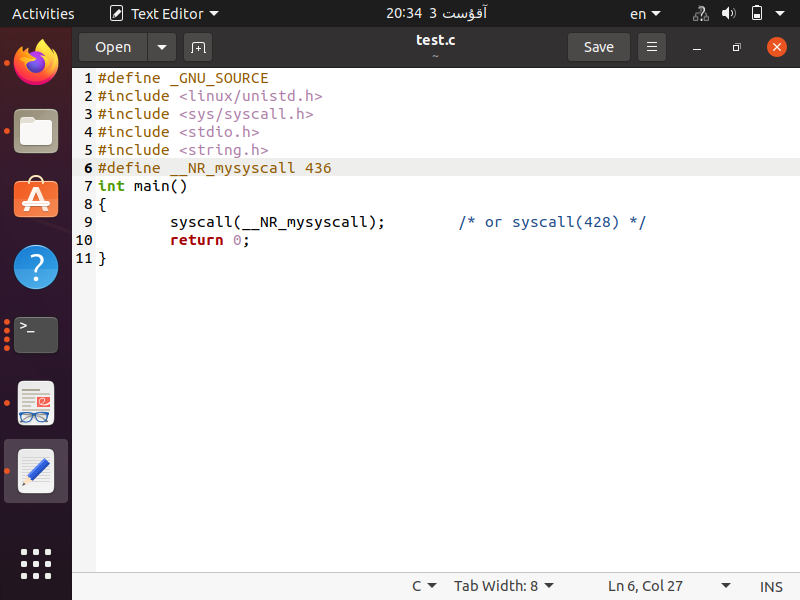 Activities
Text Editor
20:34 3 آقۇست
en
Open
test.c
~
Save
1 #define _GNU_SOURCE
2 #include <linux/unistd.h>
3 #include <sys/syscall.h>
4 #include <stdio.h>
5 #include <string.h>
6 #define __NR_mysyscall 436
7 int main()
8 {
9 syscall(__NR_mysyscall); /* or syscall(428) */
10 return 0;
11 }
C
Tab Width: 8
Ln 6, Col 27
INS